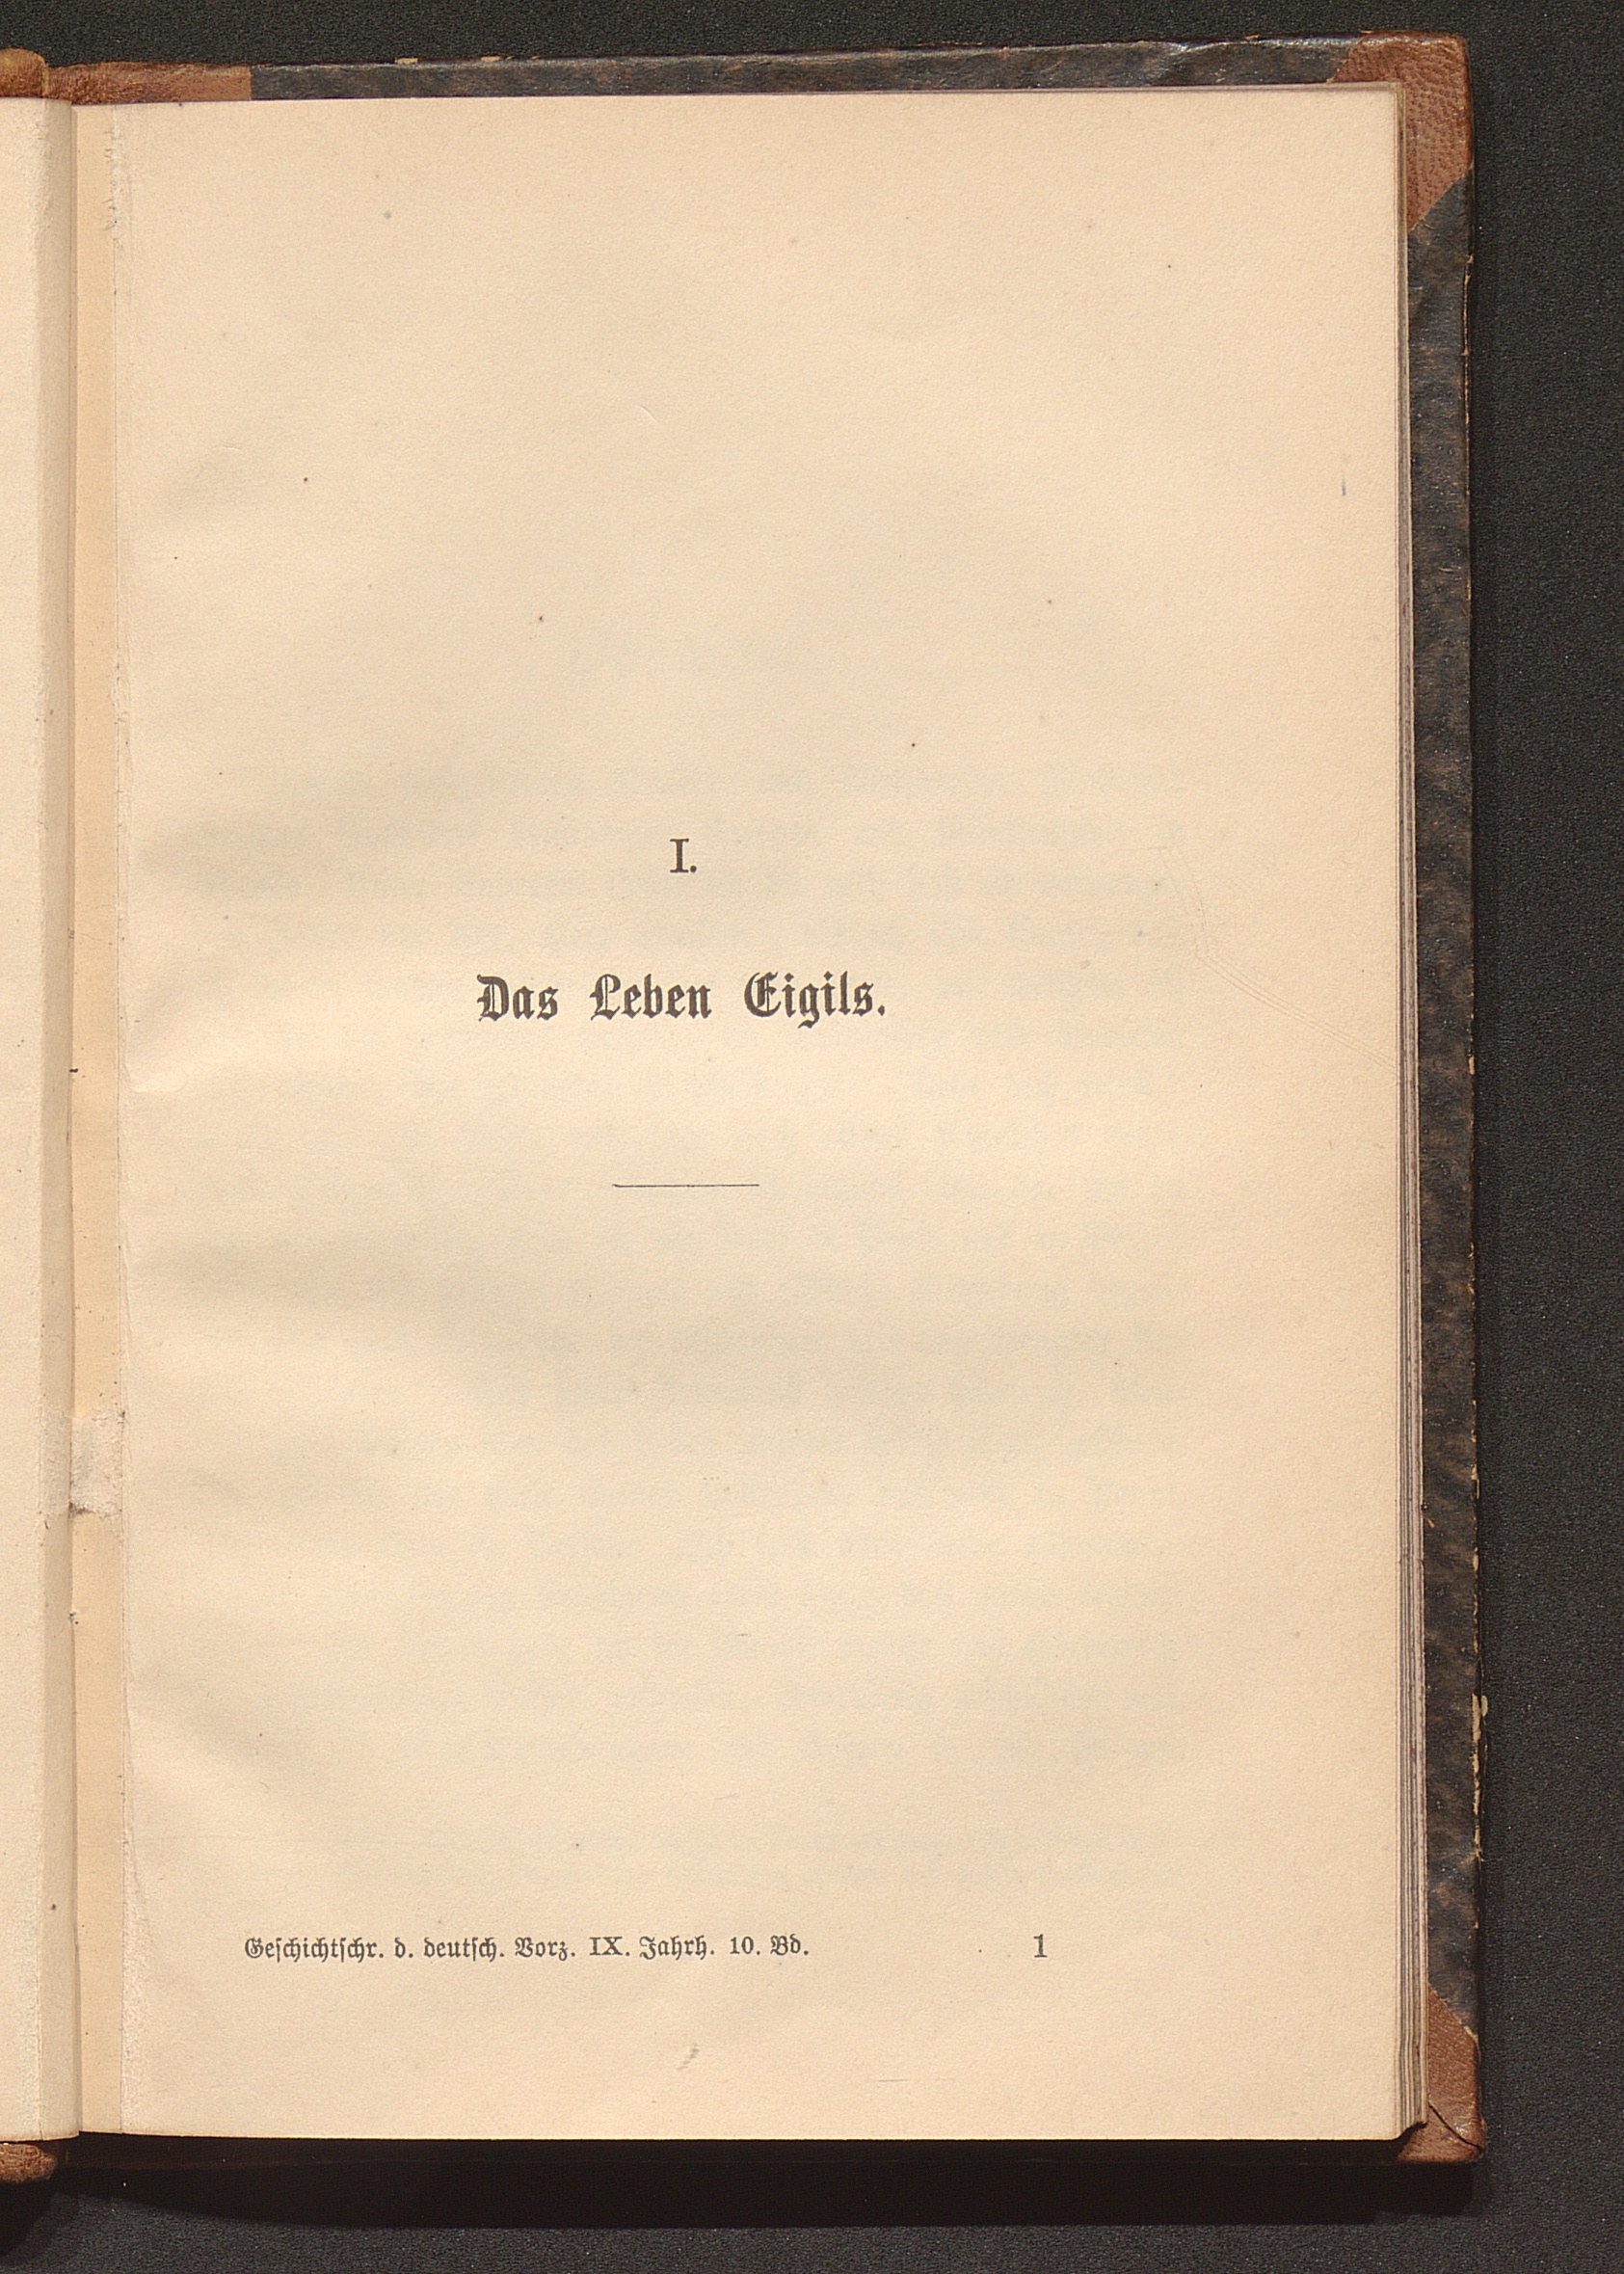 I.
Das Leben Eigils.
Geſchichtſchr. d. deutſch. Vorz. IX. Jahrh. 10. Bd. 1